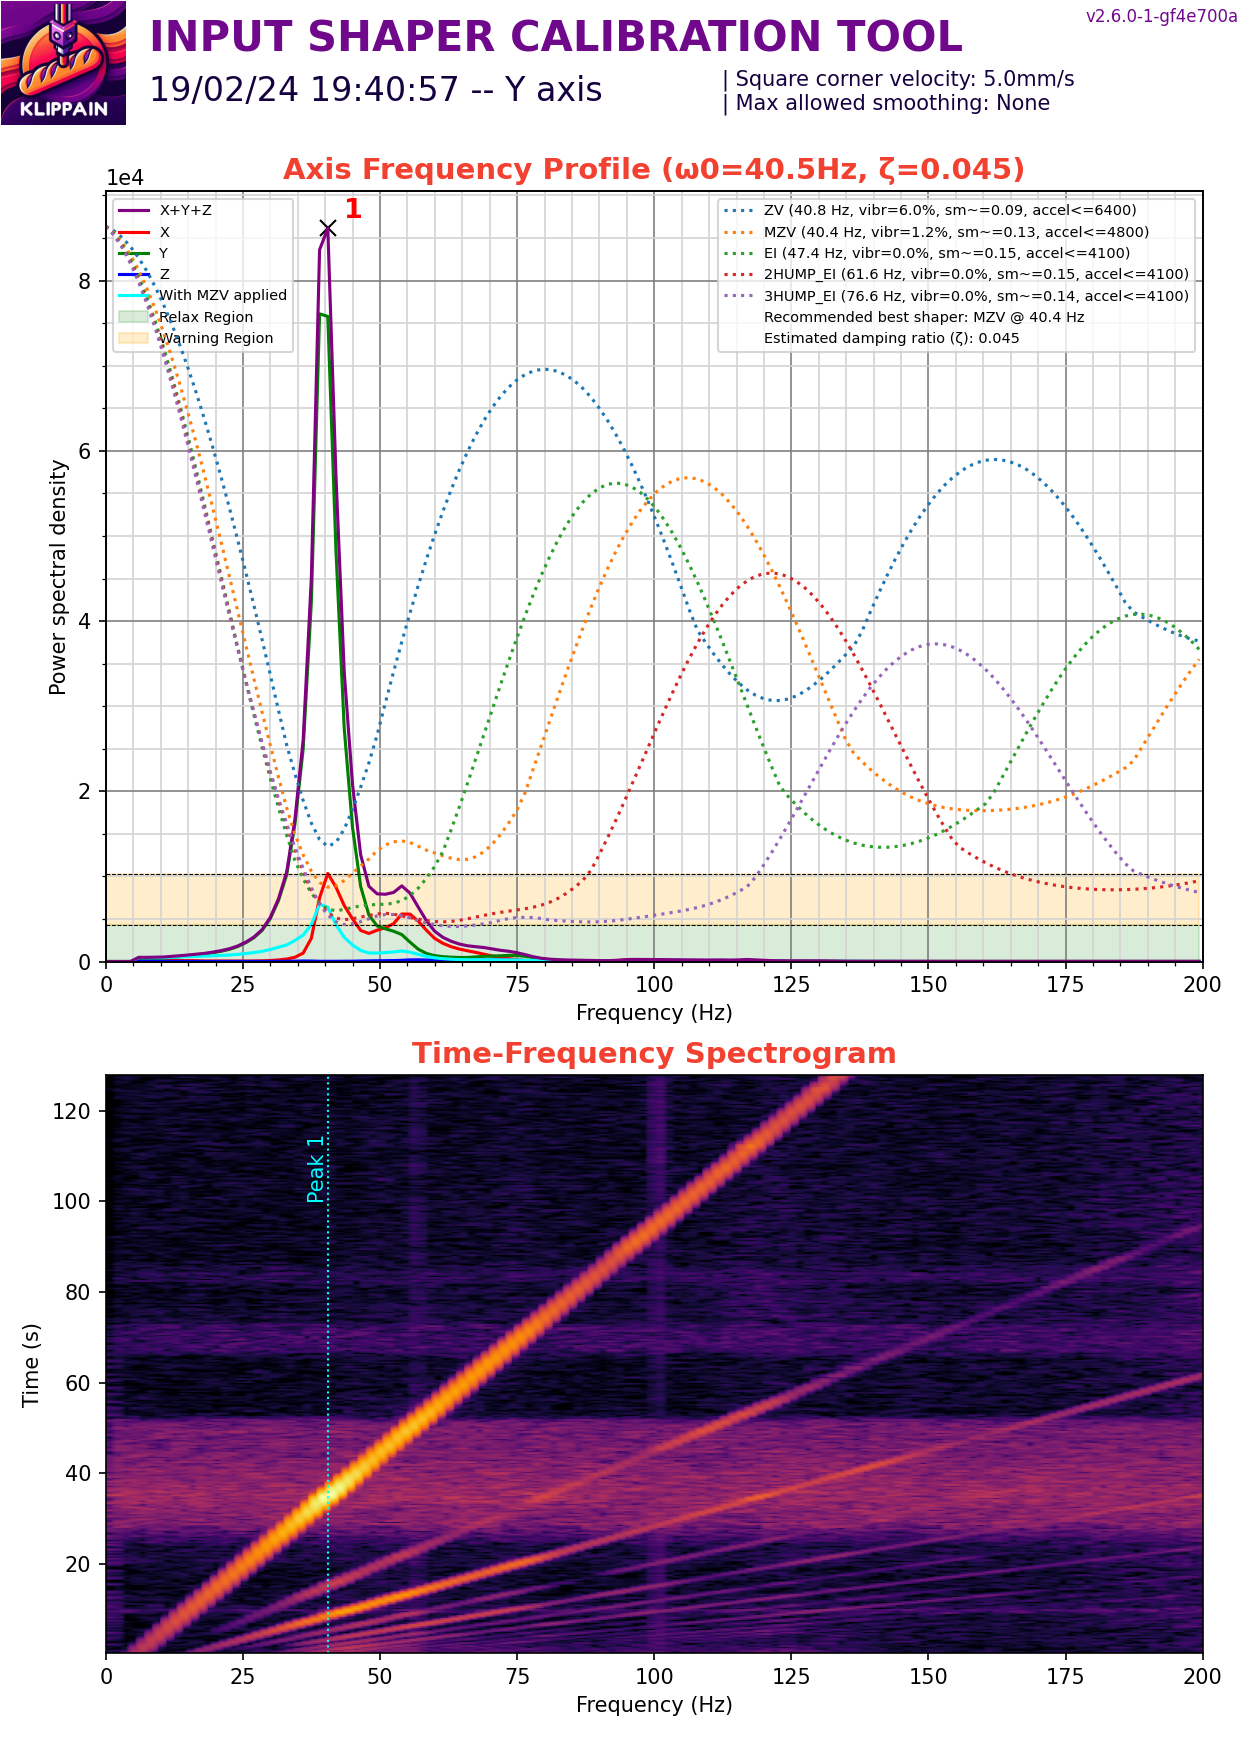 v2.6.0-1-gf4e700a
INPUT SHAPER CALIBRATION TOOL
19/02/24 19:40:57 -- Y axis
| Square corner velocity: 5.0mm/s
| Max allowed smoothing: None
KLIPPAIN
Axis Frequency Profile (ω0=40.5Hz, ζ=0.045)
1e4
X+Y+Z
X
Y
Z
With MZV applied
Relax Region
Warning Region
1
ZV (40.8 Hz, vibr=6.0%, sm~=0.09, accel<=6400)
MZV (40.4 Hz, vibr=1.2%, sm~=0.13, accel<=4800)
EI (47.4 Hz, vibr=0.0%, sm~=0.15, accel<=4100)
2HUMP_EI (61.6 Hz, vibr=0.0%, sm~=0.15, accel<=4100)
3HUMP_EI (76.6 Hz, vibr=0.0%, sm~=0.14, accel<=4100)
Recommended best shaper: MZV @ 40.4 Hz
Estimated damping ratio (ζ): 0.045
Power spectral density
8
6
4
2
0
0 25 50 75 100 125 150 175 200
Frequency (Hz)
Time-Frequency Spectrogram
Peak 1
Time (s)
120
100
80
60
40
20
0 25 50 75 100 125 150 175 200
Frequency (Hz)